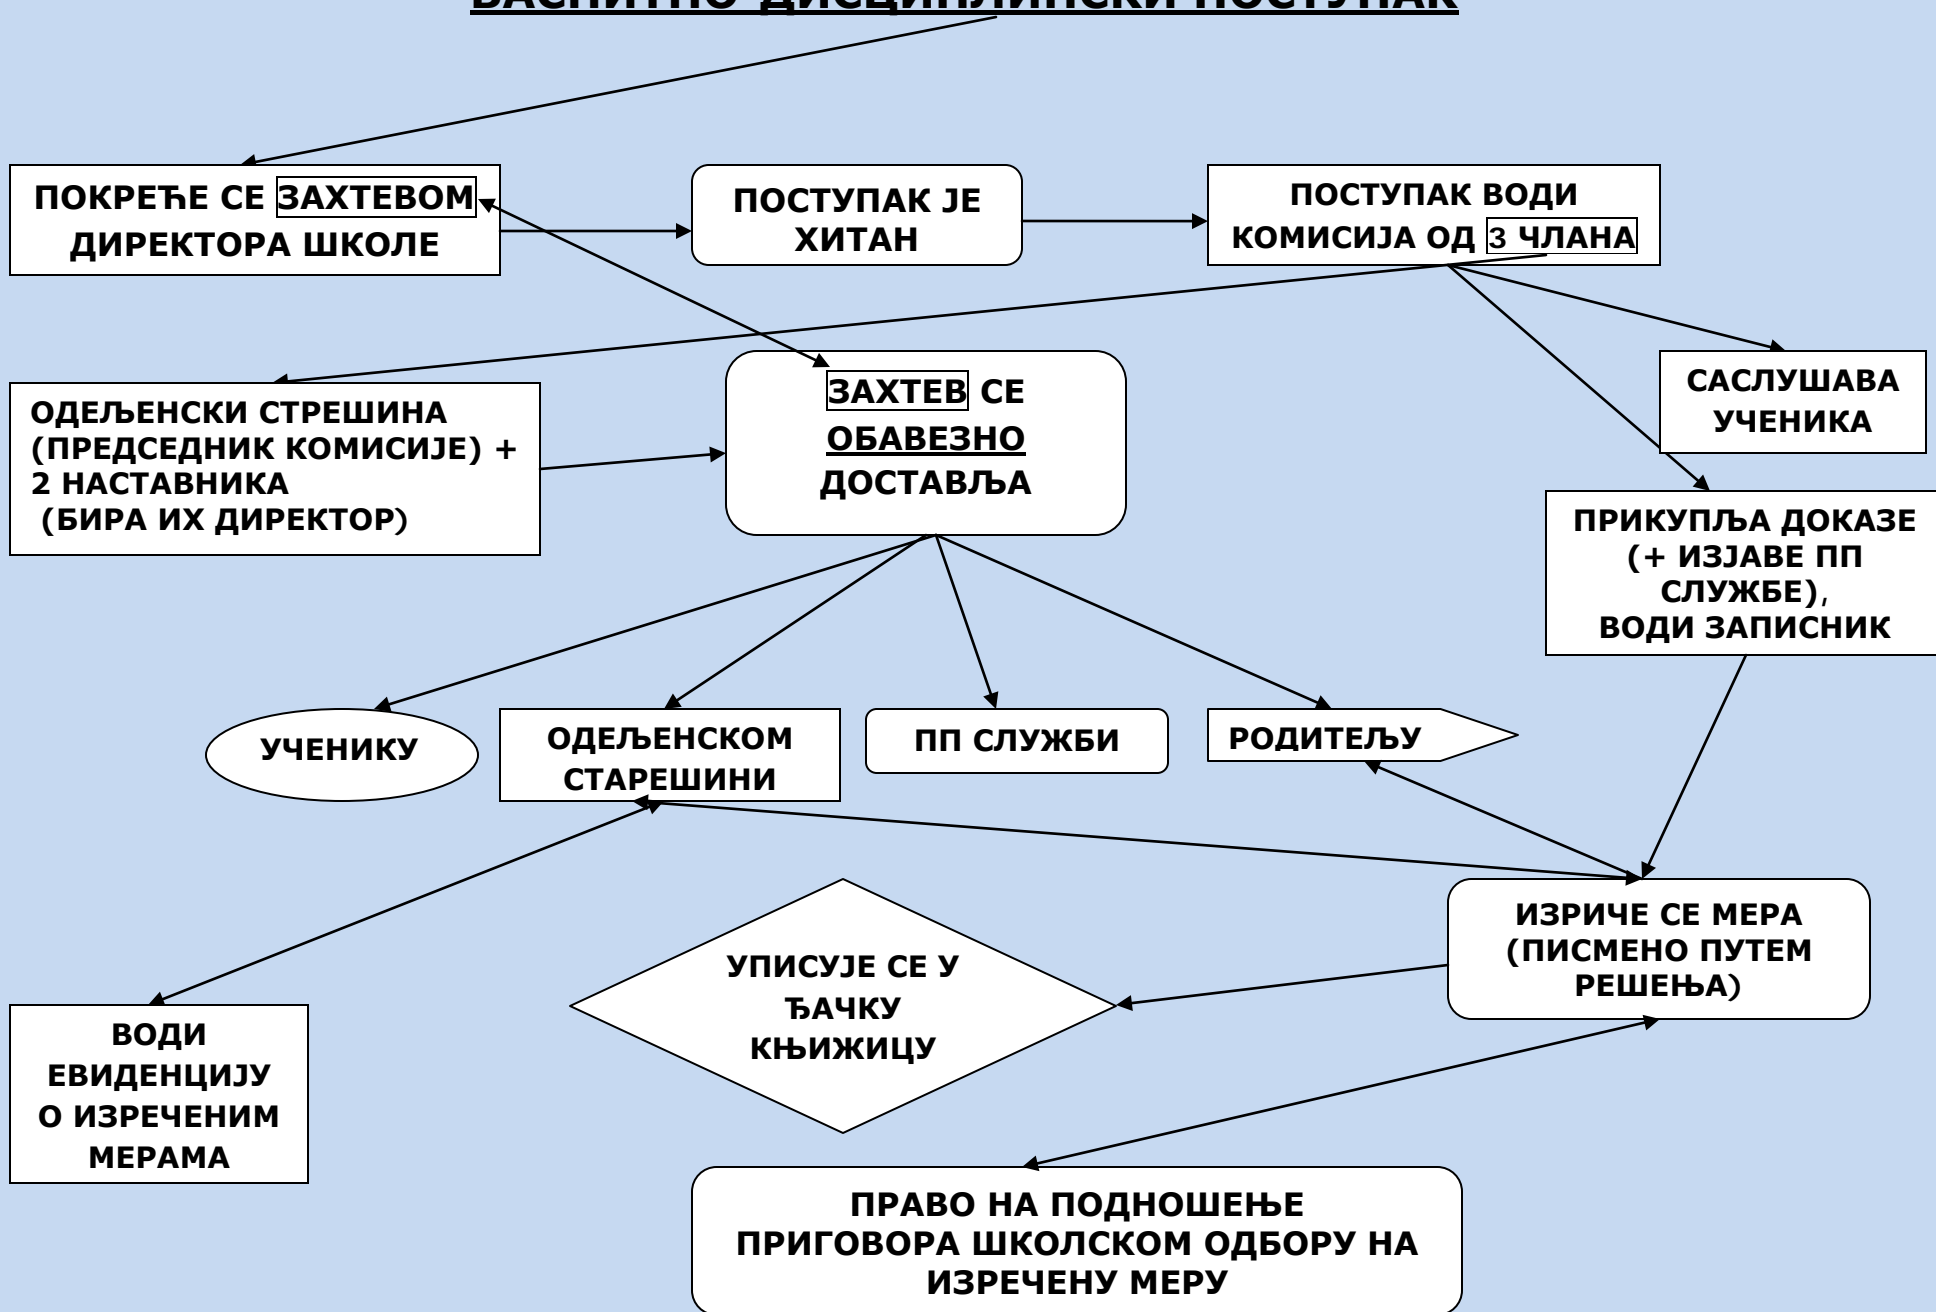 ВАСПИТНО-ДИСЦИПЛИНСКИ ПОСТУПАК
ПОКРЕЋЕ СЕ ЗАХТЕВОМ
ДИРЕКТОРА ШКОЛЕ
ПОСТУПАК ЈЕ
ХИТАН
ПОСТУПАК ВОДИ
КОМИСИЈА ОД 3 ЧЛАНА
ОДЕЉЕНСКИ СТРЕШИНА
(ПРЕДСЕДНИК КОМИСИЈЕ) +
2 НАСТАВНИКА
(БИРА ИХ ДИРЕКТОР)
ЗАХТЕВ СЕ
ОБАВЕЗНО
ДОСТАВЉА
САСЛУШАВА
УЧЕНИКА
ПРИКУПЉА ДОКАЗЕ
(+ ИЗЈАВЕ ПП
СЛУЖБЕ),
ВОДИ ЗАПИСНИК
УЧЕНИКУ
ОДЕЉЕНСКОМ
СТАРЕШИНИ
ПП СЛУЖБИ
РОДИТЕЉУ
ИЗРИЧЕ СЕ МЕРА
(ПИСМЕНО ПУТЕМ
РЕШЕЊА)
УПИСУЈЕ СЕ У
ЂАЧКУ
КЊИЖИЦУ
ВОДИ
ЕВИДЕНЦИЈУ
О ИЗРЕЧЕНИМ
МЕРАМА
ПРАВО НА ПОДНОШЕЊЕ
ПРИГОВОРА ШКОЛСКОМ ОДБОРУ НА
ИЗРЕЧЕНУ МЕРУ